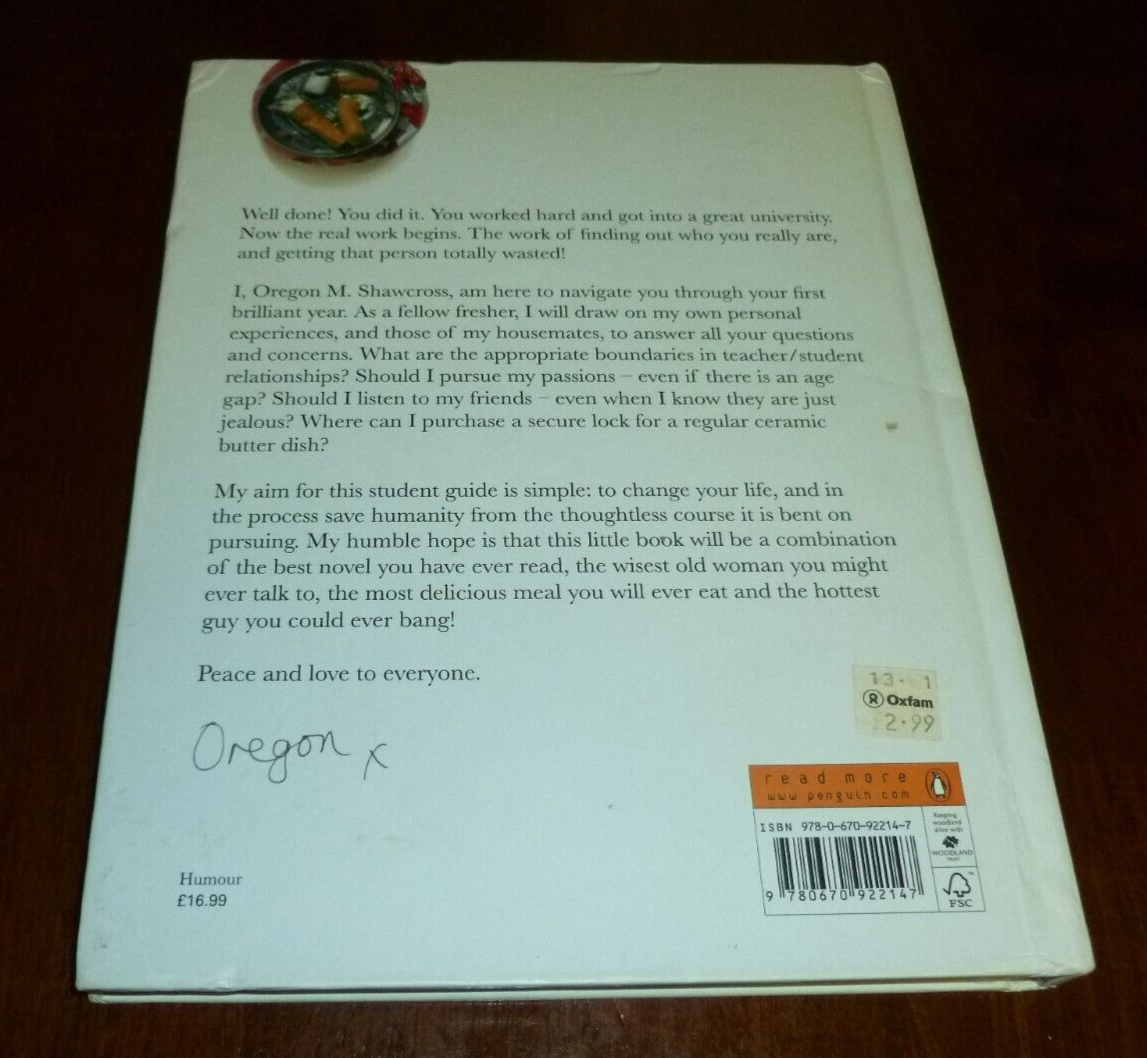 Well done! You did it. You worked hard and got into a great university.
Now the real work begins. The work of finding out who you really are,
and getting that person totally wasted!
I, Oregon M. Shawcross, am here to navigate you through your first
brilliant year. As a fellow fresher, I will draw on my own personal
experiences, and those of my housemates, to answer all your questions
and concerns. What are the appropriate boundaries in teacher/student
relationships? Should I pursue my passions – even if there is an age
gap? Should I listen to my friends – even when I know they are just
jealous? Where can I purchase a secure lock for a regular ceramic
butter dish?
My aim for this student guide is simple: to change your life, and in
the process save humanity from the thoughtless course it is bent on
pursuing. My humble hope is that this little book will be a combination
of the best novel you have ever read, the wisest old woman you might
ever talk to, the most delicious meal you will ever eat and the hottest
guy you could ever bang!
Peace and love to everyone.
Oregon x
13. 1
Oxfam
2.99
read more
www penguin com
ISBN 978-0-670-92214-7
9 780670 922147
Keeping
woodland
alive with
WOODLAND
TRUST
FSC
Humour
£16.99